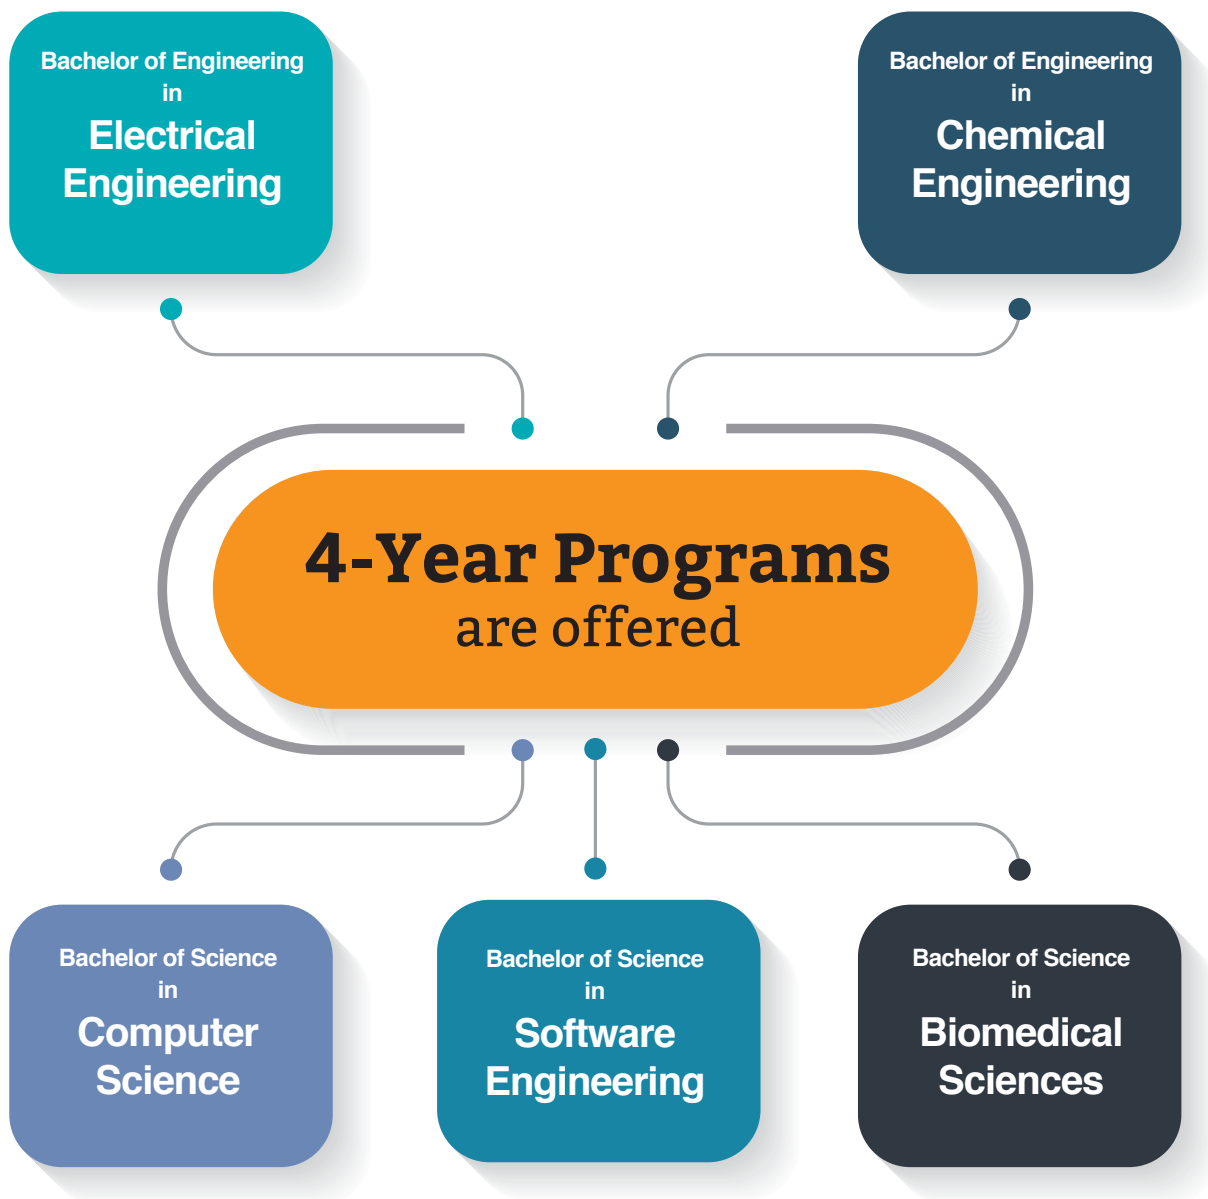 Bachelor of Engineering
in
Electrical
Engineering
Bachelor of Engineering
in
Chemical
Engineering
4-Year Programs
are offered
Bachelor of Science
in
Computer
Science
Bachelor of Science
in
Software
Engineering
Bachelor of Science
in
Biomedical
Sciences